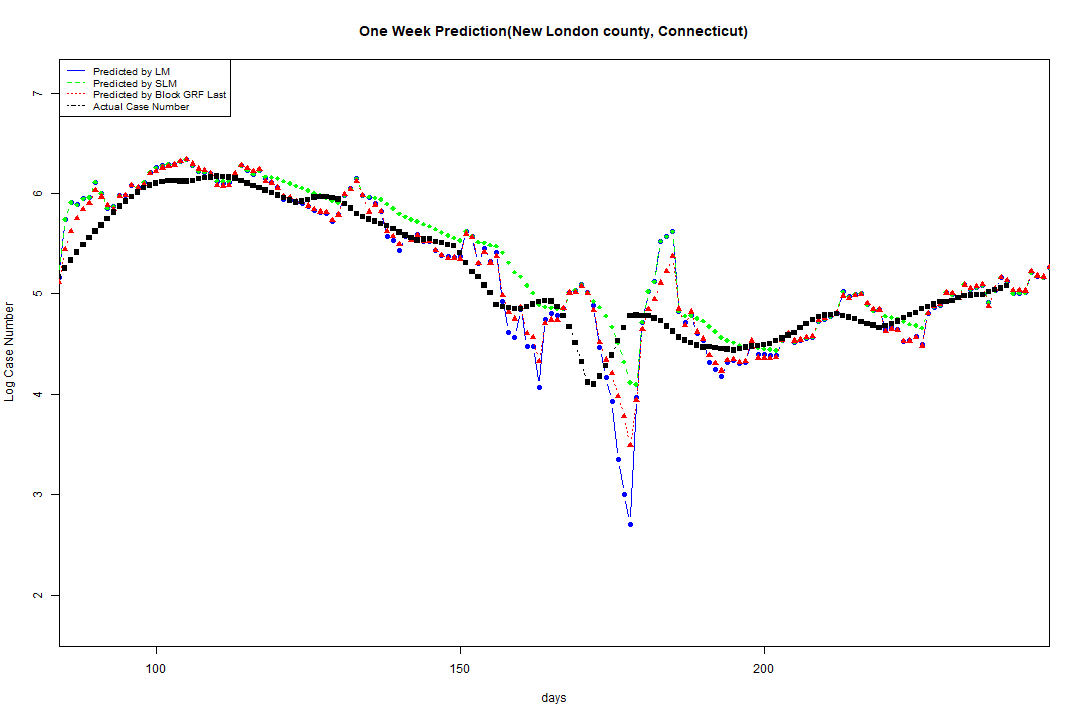 One Week Prediction(New London county, Connecticut)
Predicted by LM
Predicted by SLM
Predicted by Block GRF Last
Actual Case Number
Log Case Number
7
6
5
4
3
2
100
150
200
days